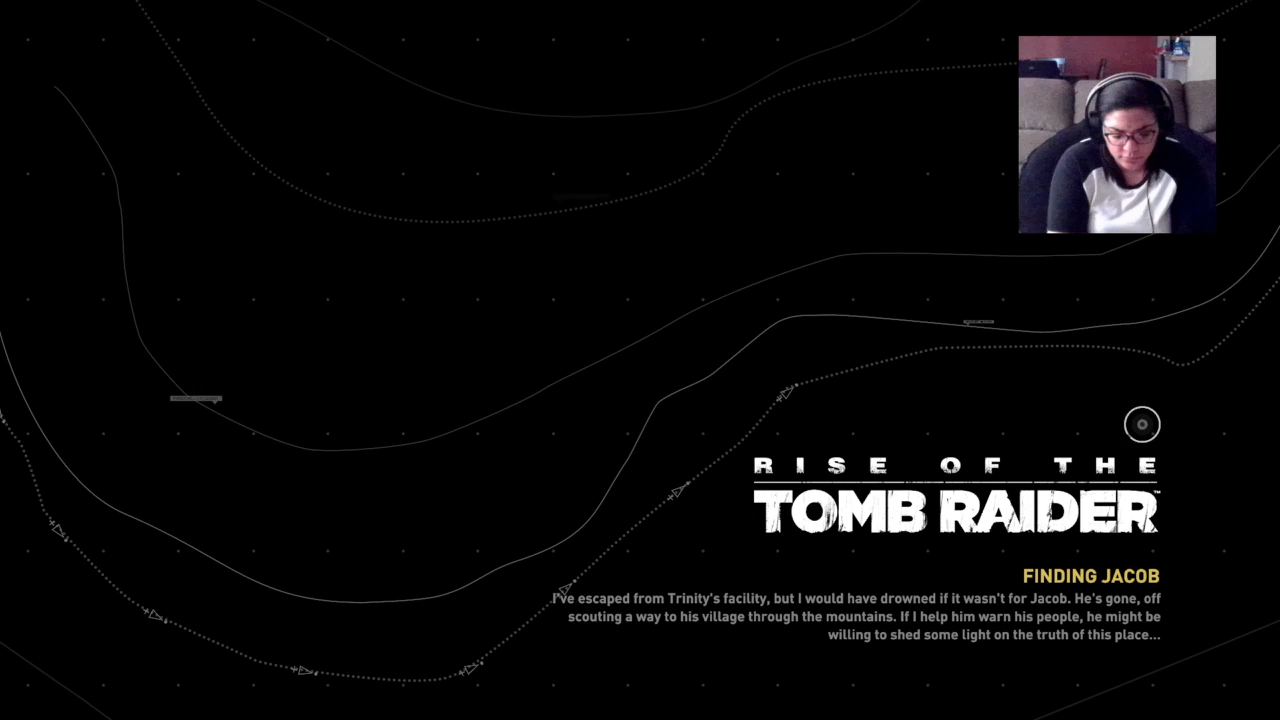 RISE OF THE
TOMB RAIDER™
FINDING JACOB
I've escaped from Trinity's facility, but I would have drowned if it wasn't for Jacob. He's gone, off
scouting a way to his village through the mountains. If I help him warn his people, he might be
willing to shed some light on the truth of this place...